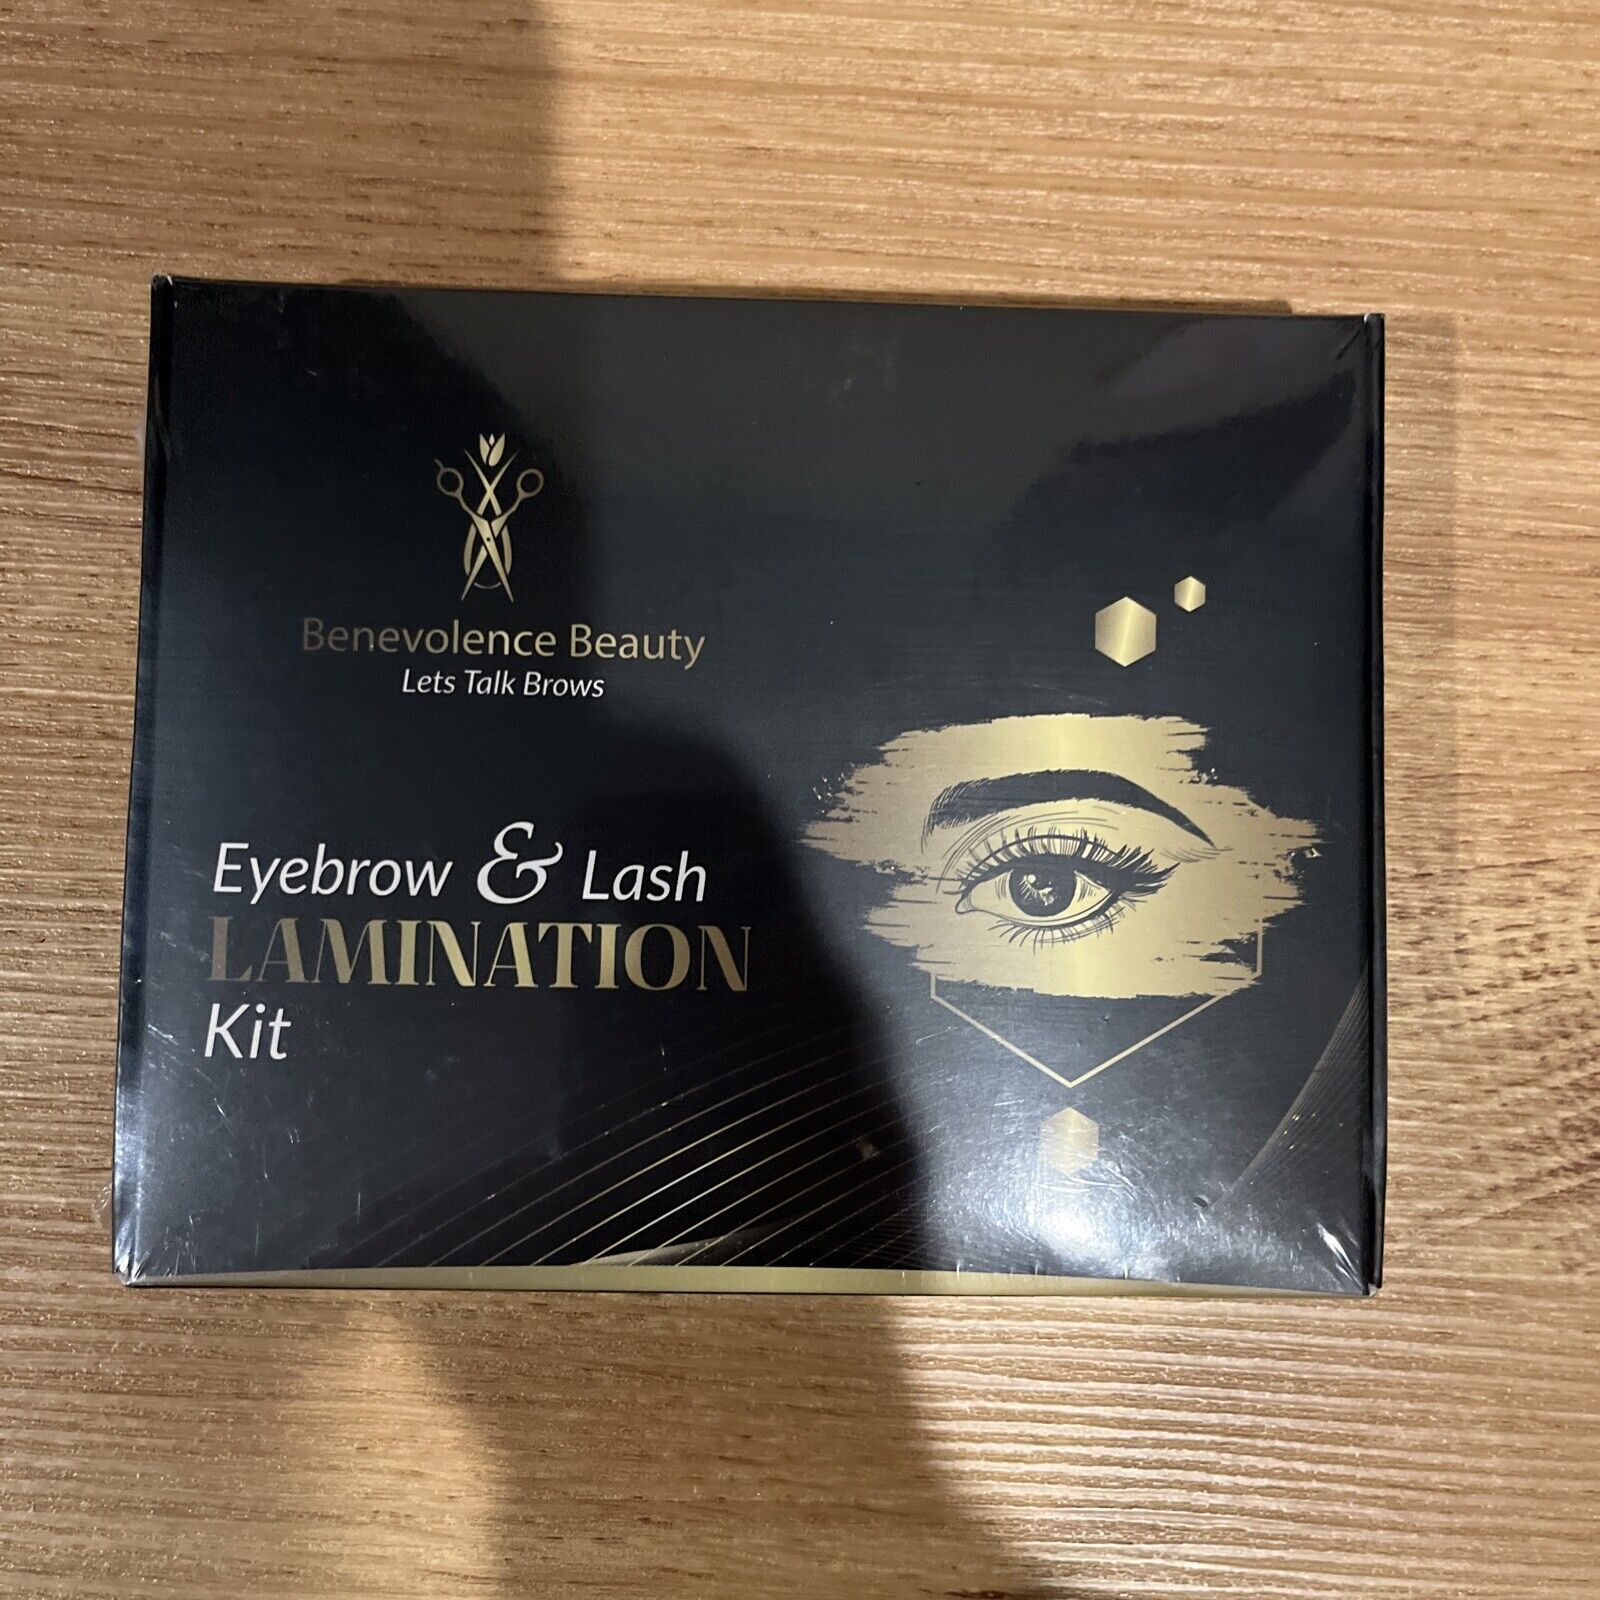 Benevolence Beauty
Lets Talk Brows
Eyebrow & Lash
LAMINATION
Kit